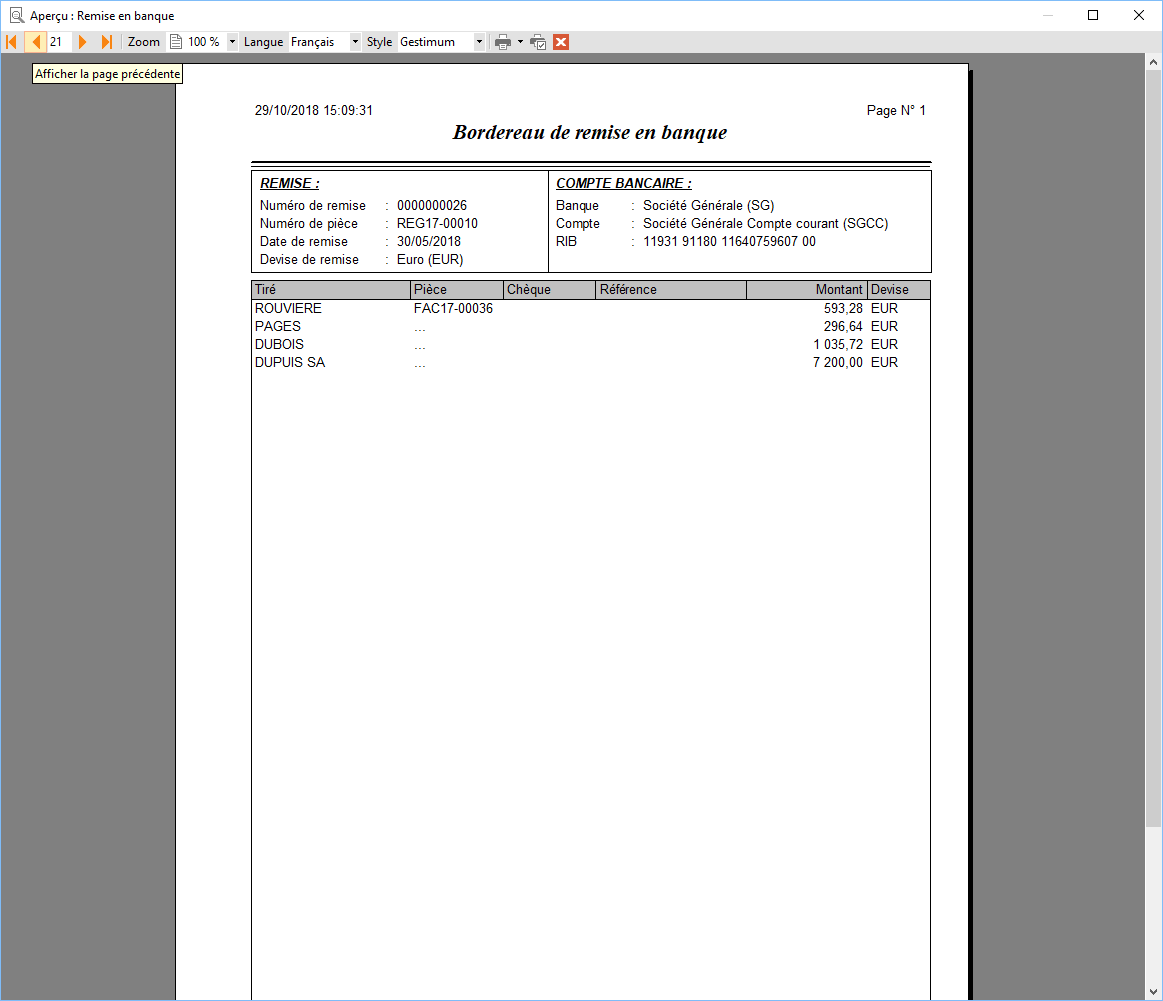 Aperçu : Remise en banque
21 Zoom 100 % Langue Français Style Gestimum
Afficher la page précédente
29/10/2018 15:09:31 Page N° 1
Bordereau de remise en banque
REMISE : COMPTE BANCAIRE :
Numéro de remise : 0000000026 Banque : Société Générale (SG)
Numéro de pièce : REG17-00010 Compte : Société Générale Compte courant (SGCC)
Date de remise : 30/05/2018 RIB : 11931 91180 11640759607 00
Devise de remise : Euro (EUR)
Tiré Pièce Chèque Référence Montant Devise
ROUVIERE FAC17-00036 593,28 EUR
PAGES ... 296,64 EUR
DUBOIS ... 1 035,72 EUR
DUPUIS SA ... 7 200,00 EUR